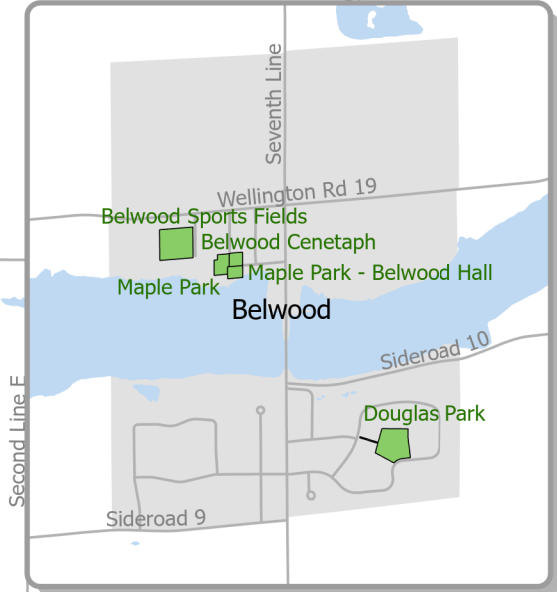 Seventh Line
Wellington Rd 19
Belwood Sports Fields
Belwood Cenetaph
Maple Park - Belwood Hall
Maple Park
Belwood
Sideroad 10
Second Line E
Douglas Park
Sideroad 9